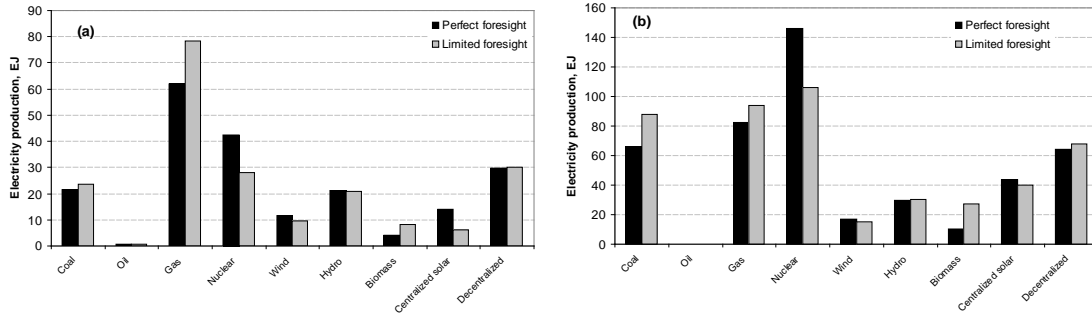 (a)
Perfect foresight
Limited foresight
Electricity production, EJ
90
80
70
60
50
40
30
20
10
0
Coal
Oil
Gas
Nuclear
Wind
Hydro
Biomass
Centralized solar
Decentralized
(b)
Perfect foresight
Limited foresight
Electricity production, EJ
160
140
120
100
80
60
40
20
0
Coal
Oil
Gas
Nuclear
Wind
Hydro
Biomass
Centralized solar
Decentralized